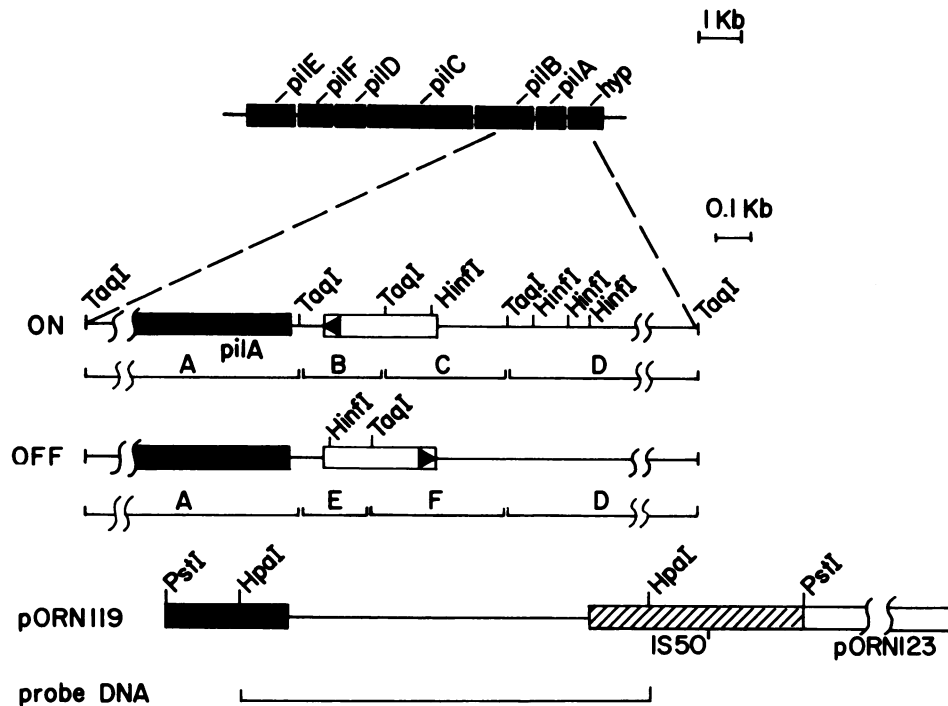 1 Kb
pilE
pilF
pilD
pilC
pilB
pilA
hyp
0.1 Kb
TaqI
TaqI
TaqI
HinfI
TaqI
HinfI
HinfI
HinfI
TaqI
ON
pilA
A B C D
HinfI
TaqI
OFF
A E F D
PstI
HpaI
HpaI
PstI
pORN119
IS50
pORN123
probe DNA